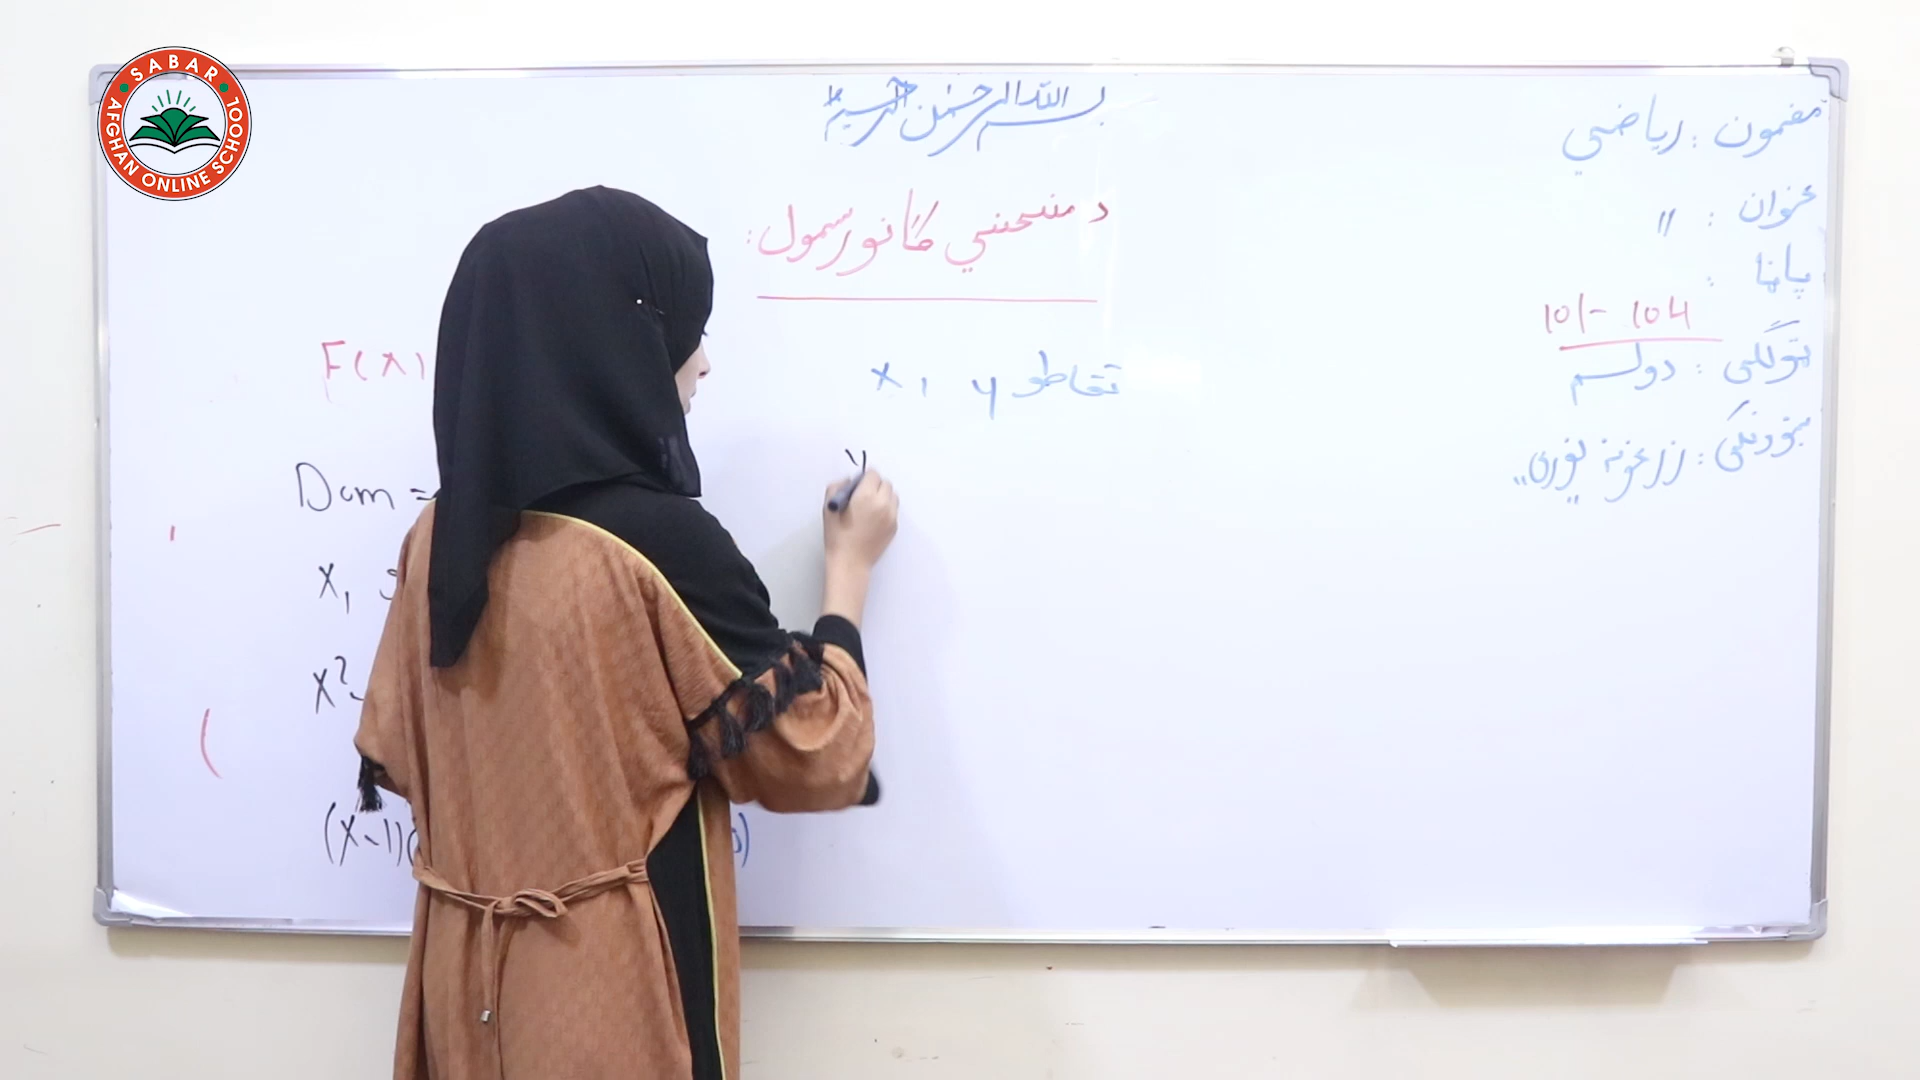 SABAR
AFGHAN ONLINE SCHOOL
بسم الله الرحمن الرحیم
مضمون : ریاضي
عنوان : //
پاڼه :
101 - 104
ټولګی : دولسم
ښوونکې : زرغونه نوري
د منحني ګانو رسمول :
F(x)
تقاطع x , y
Dom =
x,
x²-
(x-1)(
y